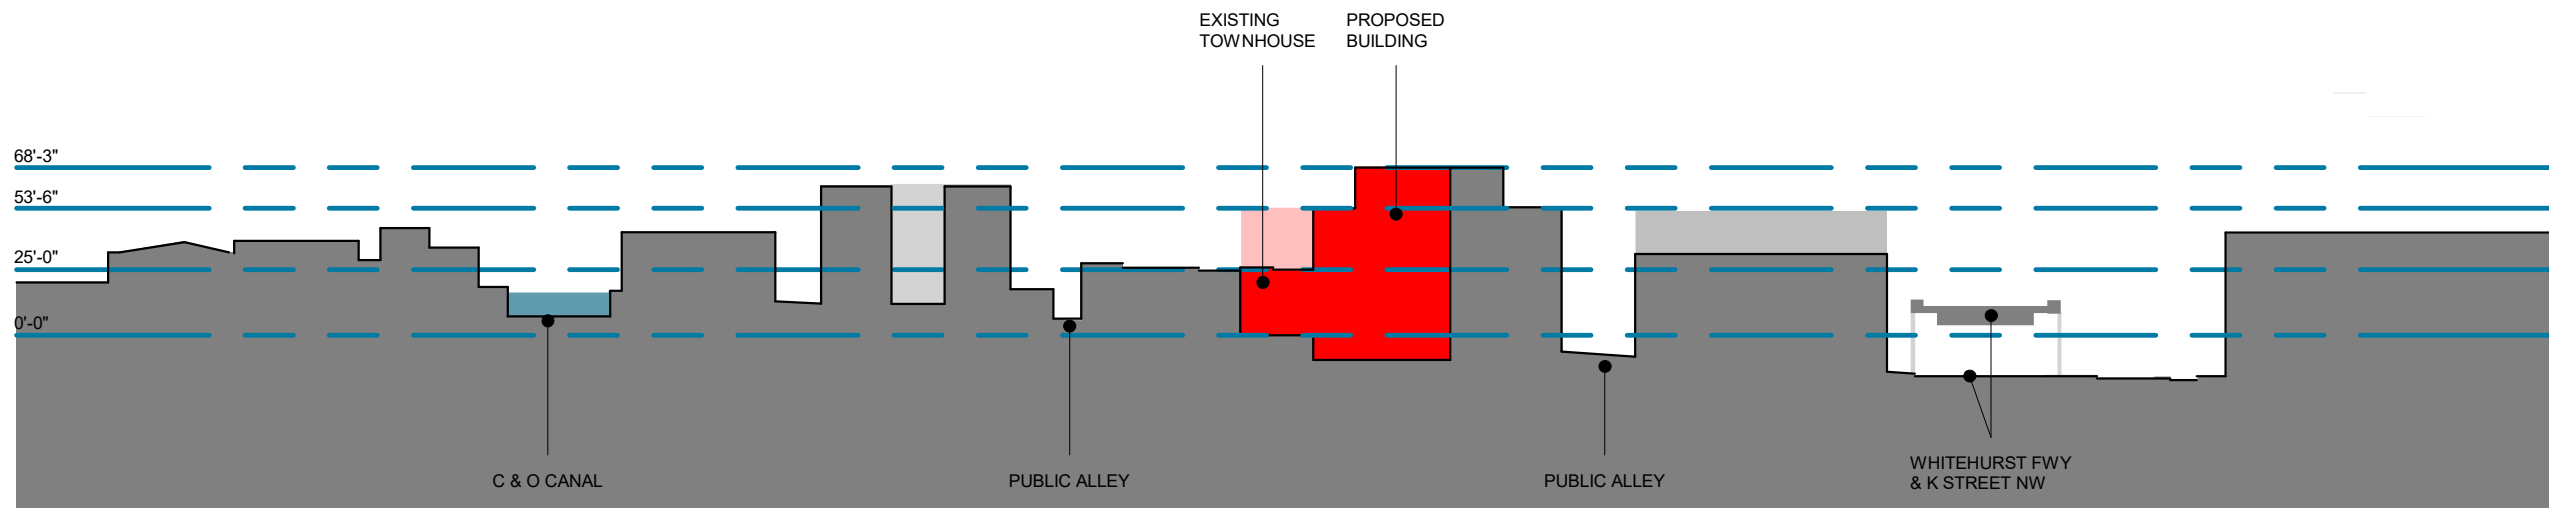 EXISTING
TOWNHOUSE
PROPOSED
BUILDING
68'-3"
53'-6"
25'-0"
0'-0"
C & O CANAL
PUBLIC ALLEY
PUBLIC ALLEY
WHITEHURST FWY
& K STREET NW